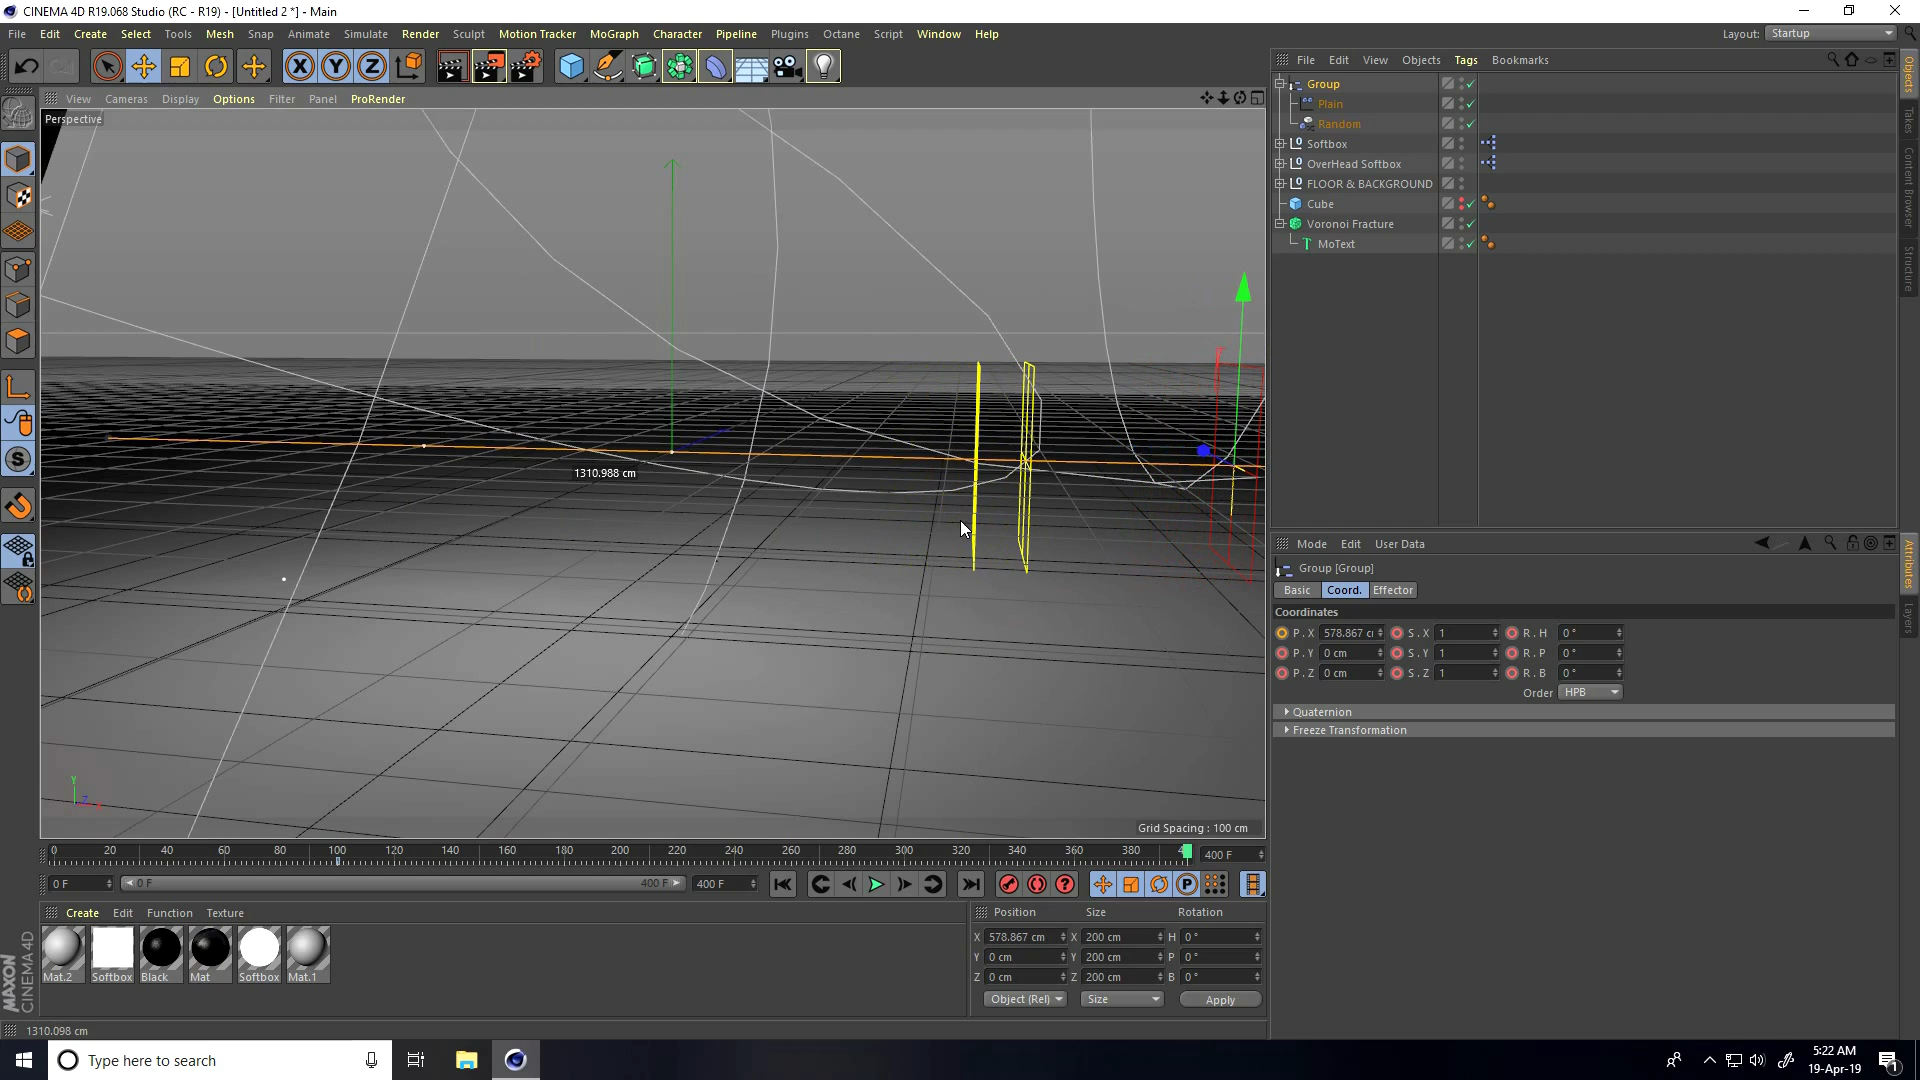 CINEMA 4D R19.068 Studio (RC - R19) - [Untitled 2 *] - Main
File Edit Create Select Tools Mesh Snap Animate Simulate Render Sculpt Motion Tracker MoGraph Character Pipeline Plugins Octane Script Window Help
Layout: Startup
File Edit View Objects Tags Bookmarks
Group
Plain
Random
Softbox
OverHead Softbox
FLOOR & BACKGROUND
Cube
Voronoi Fracture
MoText
Objects
Takes
Content Browser
Structure
View Cameras Display Options Filter Panel ProRender
Perspective
1310.988 cm
Grid Spacing : 100 cm
Mode Edit User Data
Group [Group]
Basic Coord. Effector
Coordinates
P . X 578.867 c S . X 1 R . H 0 °
P . Y 0 cm S . Y 1 R . P 0 °
P . Z 0 cm S . Z 1 R . B 0 °
Order HPB
Quaternion
Freeze Transformation
Attributes
Layers
0 20 40 60 80 100 120 140 160 180 200 220 240 260 280 300 320 340 360 380 4
400 F
0 F 0 F 400 F 400 F
Create Edit Function Texture
Mat.2 Softbox Black Mat Softbox Mat.1
Position Size Rotation
X 578.867 cm X 200 cm H 0 °
Y 0 cm Y 200 cm P 0 °
Z 0 cm Z 200 cm B 0 °
Object (Rel) Size Apply
MAXON
CINEMA 4D
1310.098 cm
Type here to search
5:22 AM
19-Apr-19
1